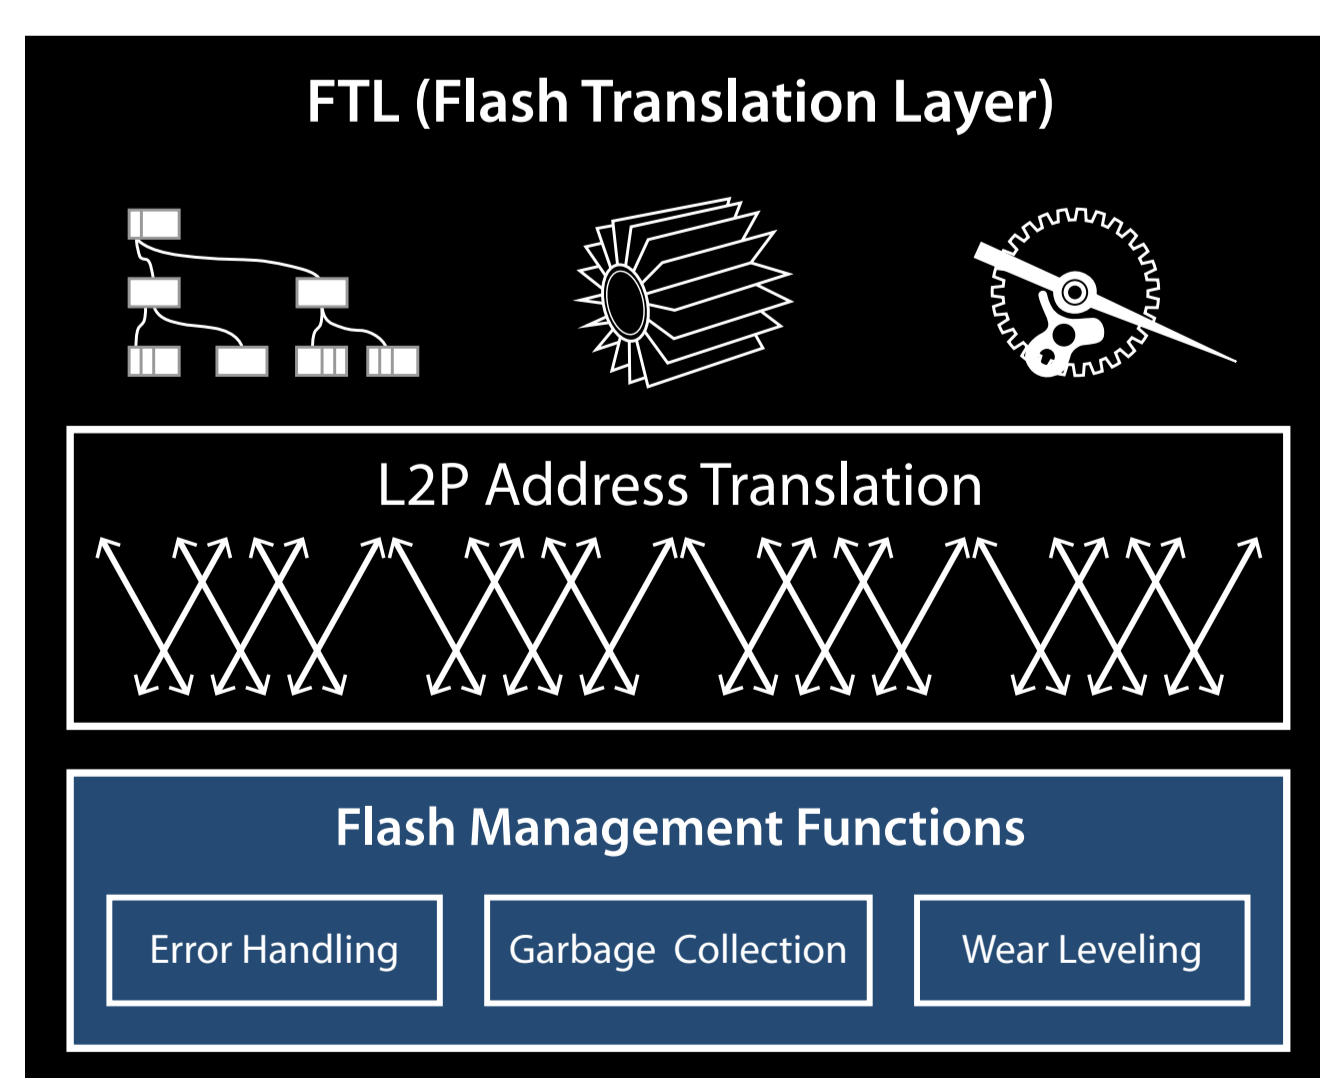 FTL (Flash Translation Layer)
L2P Address Translation
Flash Management Functions
Error Handling
Garbage Collection
Wear Leveling